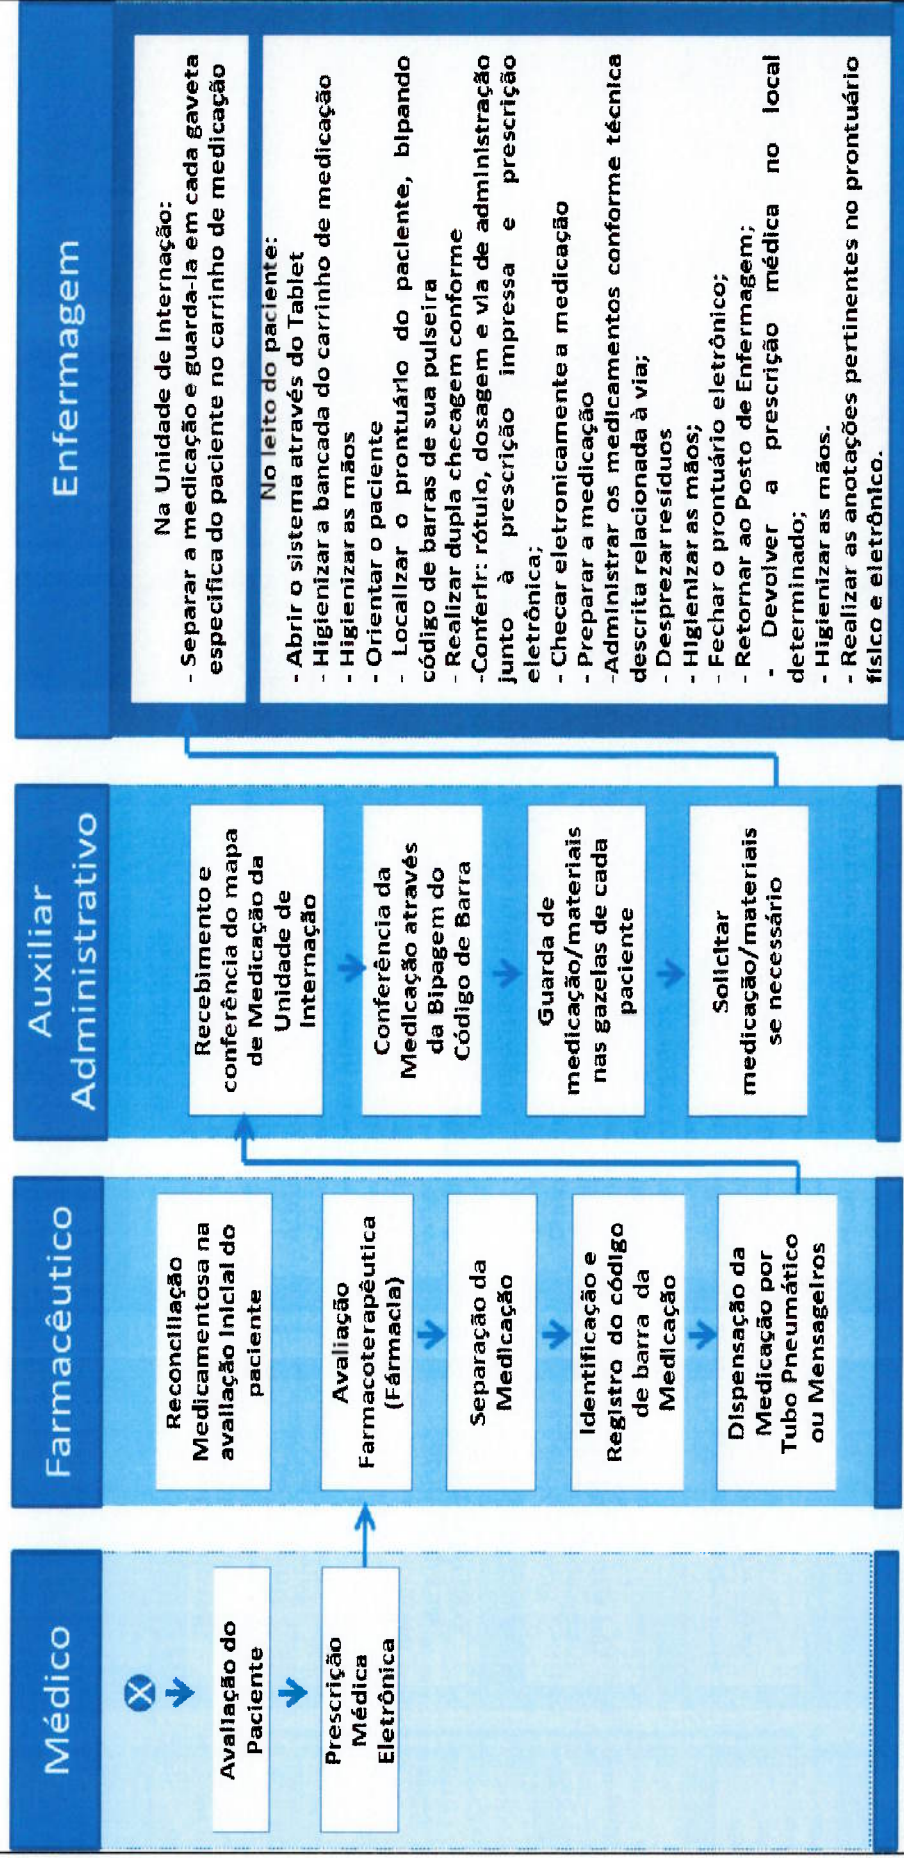 Médico
Avaliação do
Paciente
Prescrição
Médica
Eletrônica
Farmacêutico
Reconciliação
Medicamentosa na
avaliação inicial do
paciente
Avaliação
Farmacoterapêutica
(Fármacia)
Separação da
Medicação
Identificação e
Registro do código
de barra da
Medicação
Dispensação da
Medicação por
Tubo Pneumático
ou Mensageiros
Auxiliar
Administrativo
Recebimento e
conferência do mapa
de Medicação da
Unidade de
Internação
Conferência da
Medicação através
da Bipagem do
Código de Barra
Guarda de
medicação/materiais
nas gazelas de cada
paciente
Solicitar
medicação/materiais
se necessário
Enfermagem
Na Unidade de Internação:
- Separar a medicação e guarda-la em cada gaveta
especifica do paciente no carrinho de medicação
No leito do paciente:
- Abrir o sistema através do Tablet
- Higienizar a bancada do carrinho de medicação
- Higienizar as mãos
- Orientar o paciente
- Localizar o prontuário do paciente, bipando
código de barras de sua pulseira
- Realizar dupla checagem conforme
-Conferir: rótulo, dosagem e via de administração
junto à prescrição impressa e prescrição
eletrônica;
- Checar eletronicamente a medicação
- Preparar a medicação
-Administrar os medicamentos conforme técnica
descrita relacionada à via;
- Desprezar resíduos
- Higienizar as mãos;
- Fechar o prontuário eletrônico;
- Retornar ao Posto de Enfermagem;
- Devolver a prescrição médica no local
determinado;
- Higienizar as mãos.
- Realizar as anotações pertinentes no prontuário
físico e eletrônico.